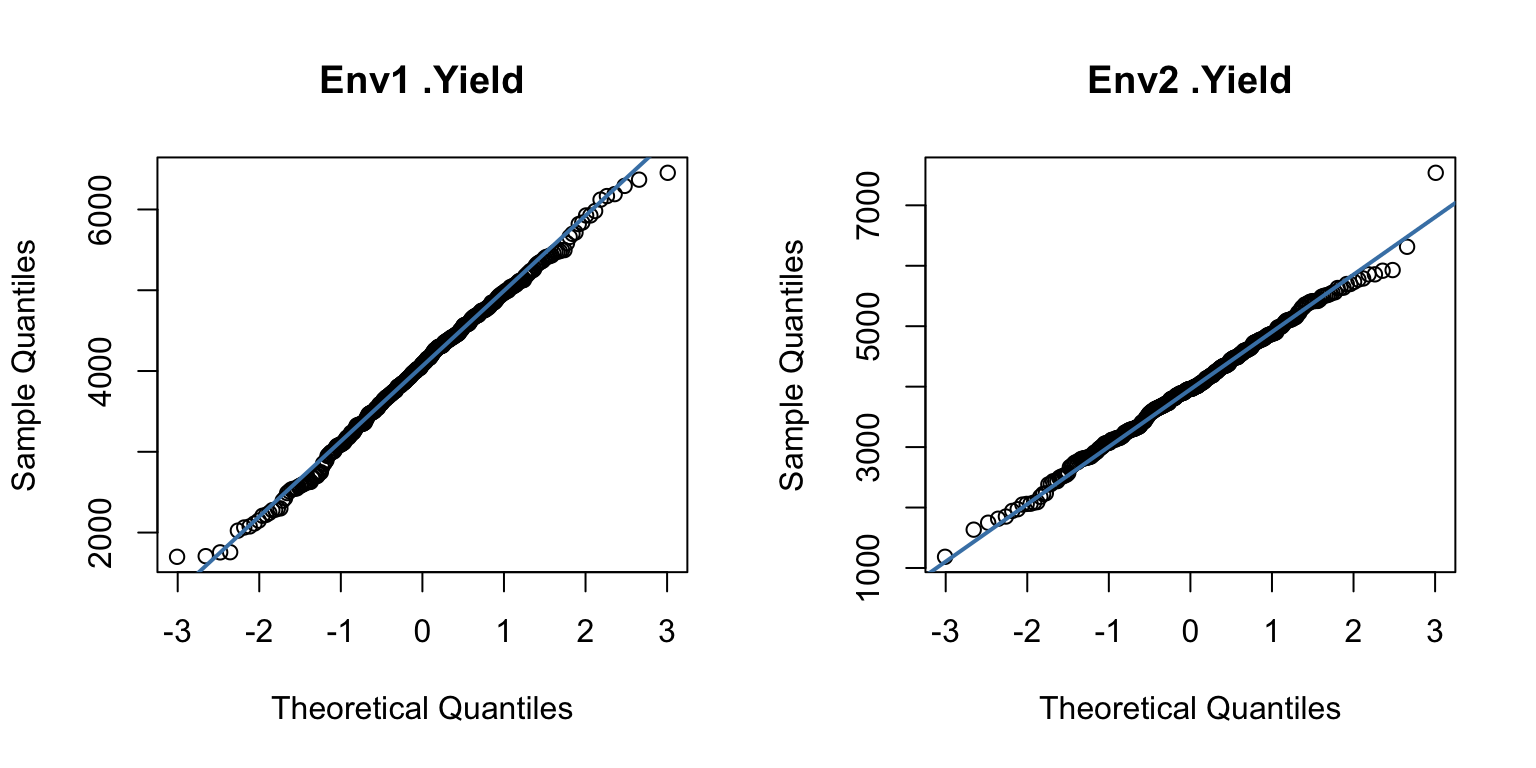 Env1 .Yield
Sample Quantiles
6000
4000
2000
-3 -2 -1 0 1 2 3
Theoretical Quantiles
Env2 .Yield
Sample Quantiles
7000
5000
3000
1000
-3 -2 -1 0 1 2 3
Theoretical Quantiles